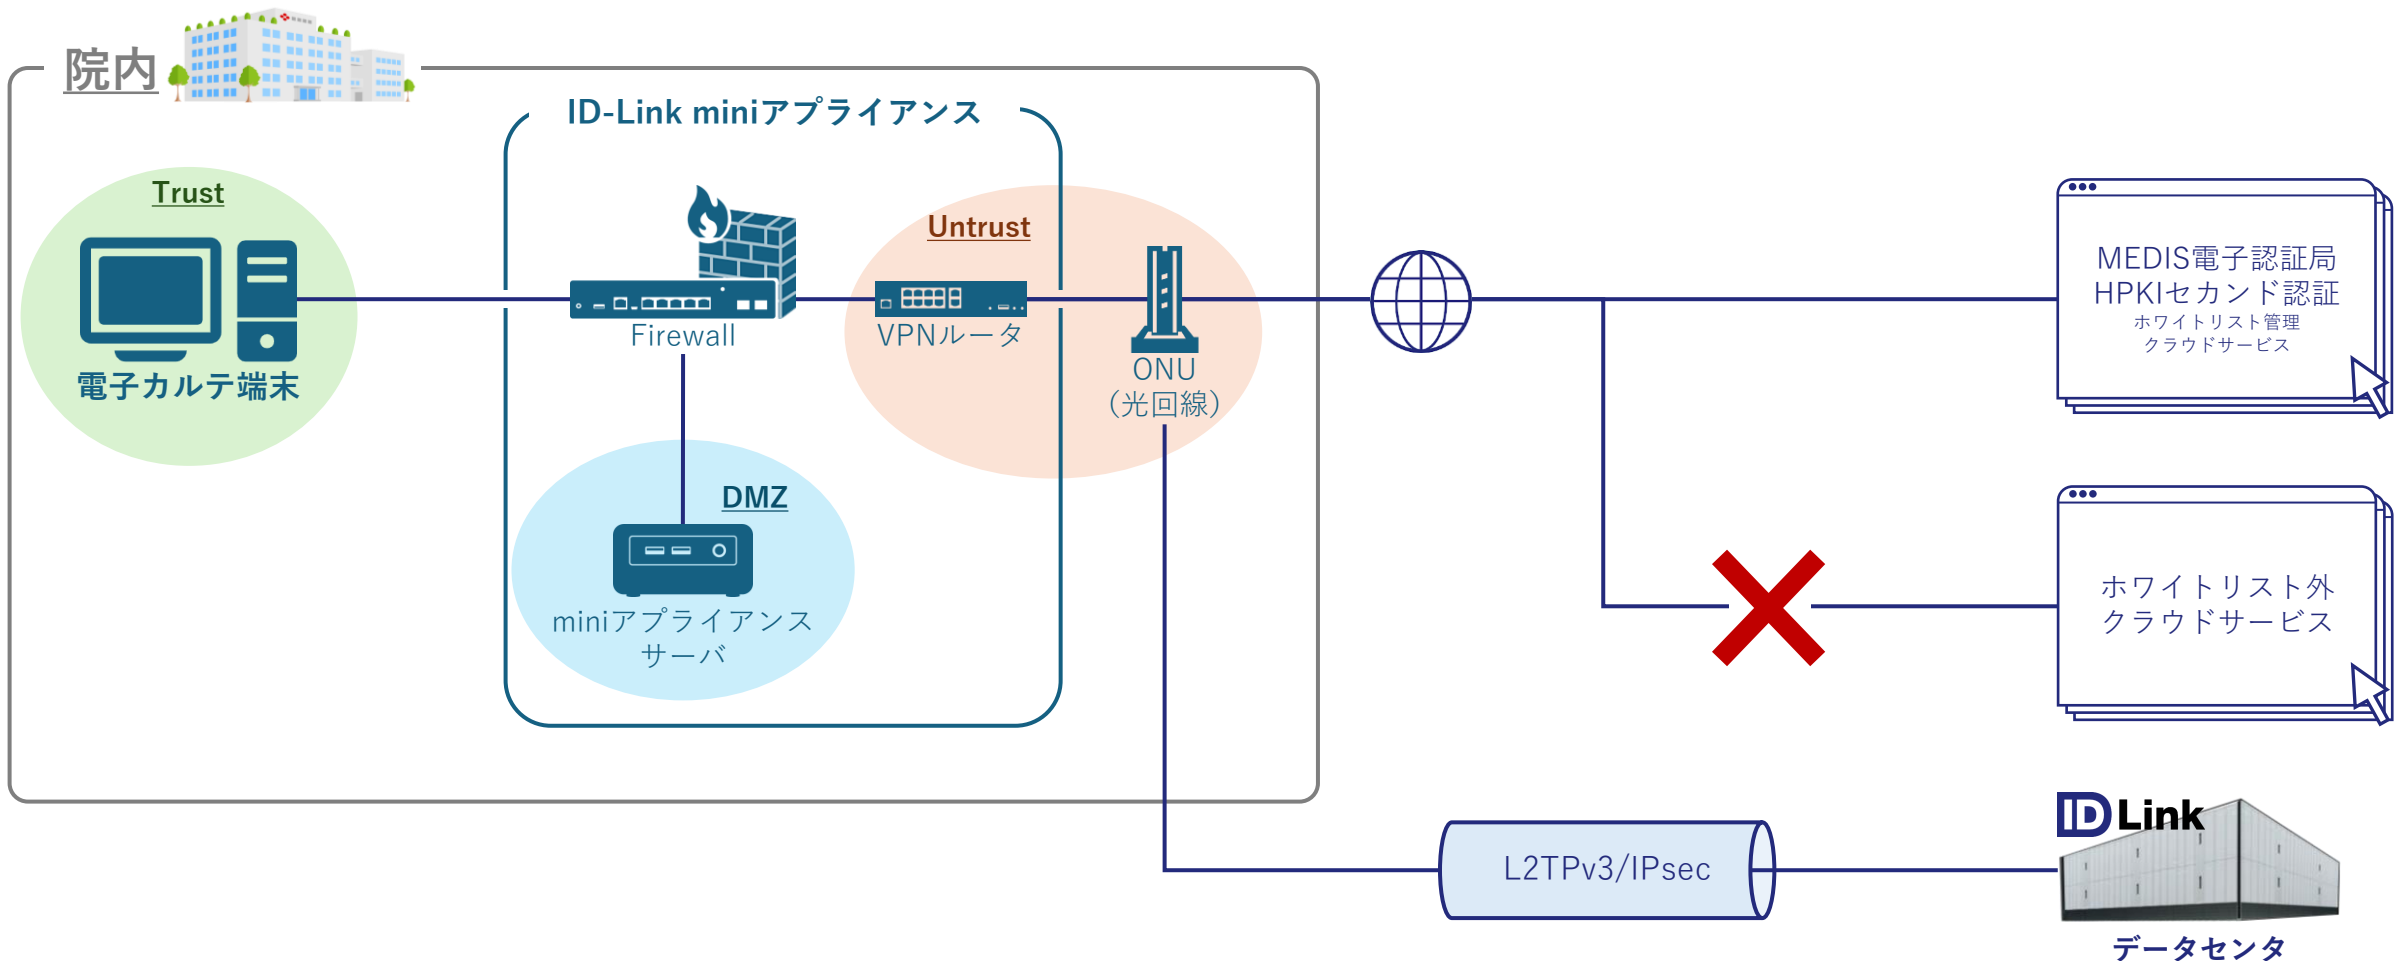 院内
ID-Link miniアプライアンス
Trust
電子カルテ端末
Firewall
Untrust
VPNルータ
ONU
（光回線）
DMZ
miniアプライアンス
サーバ
MEDIS電子認証局
HPKIセカンド認証
ホワイトリスト管理
クラウドサービス
ホワイトリスト外
クラウドサービス
L2TPv3/IPsec
ID Link
データセンタ